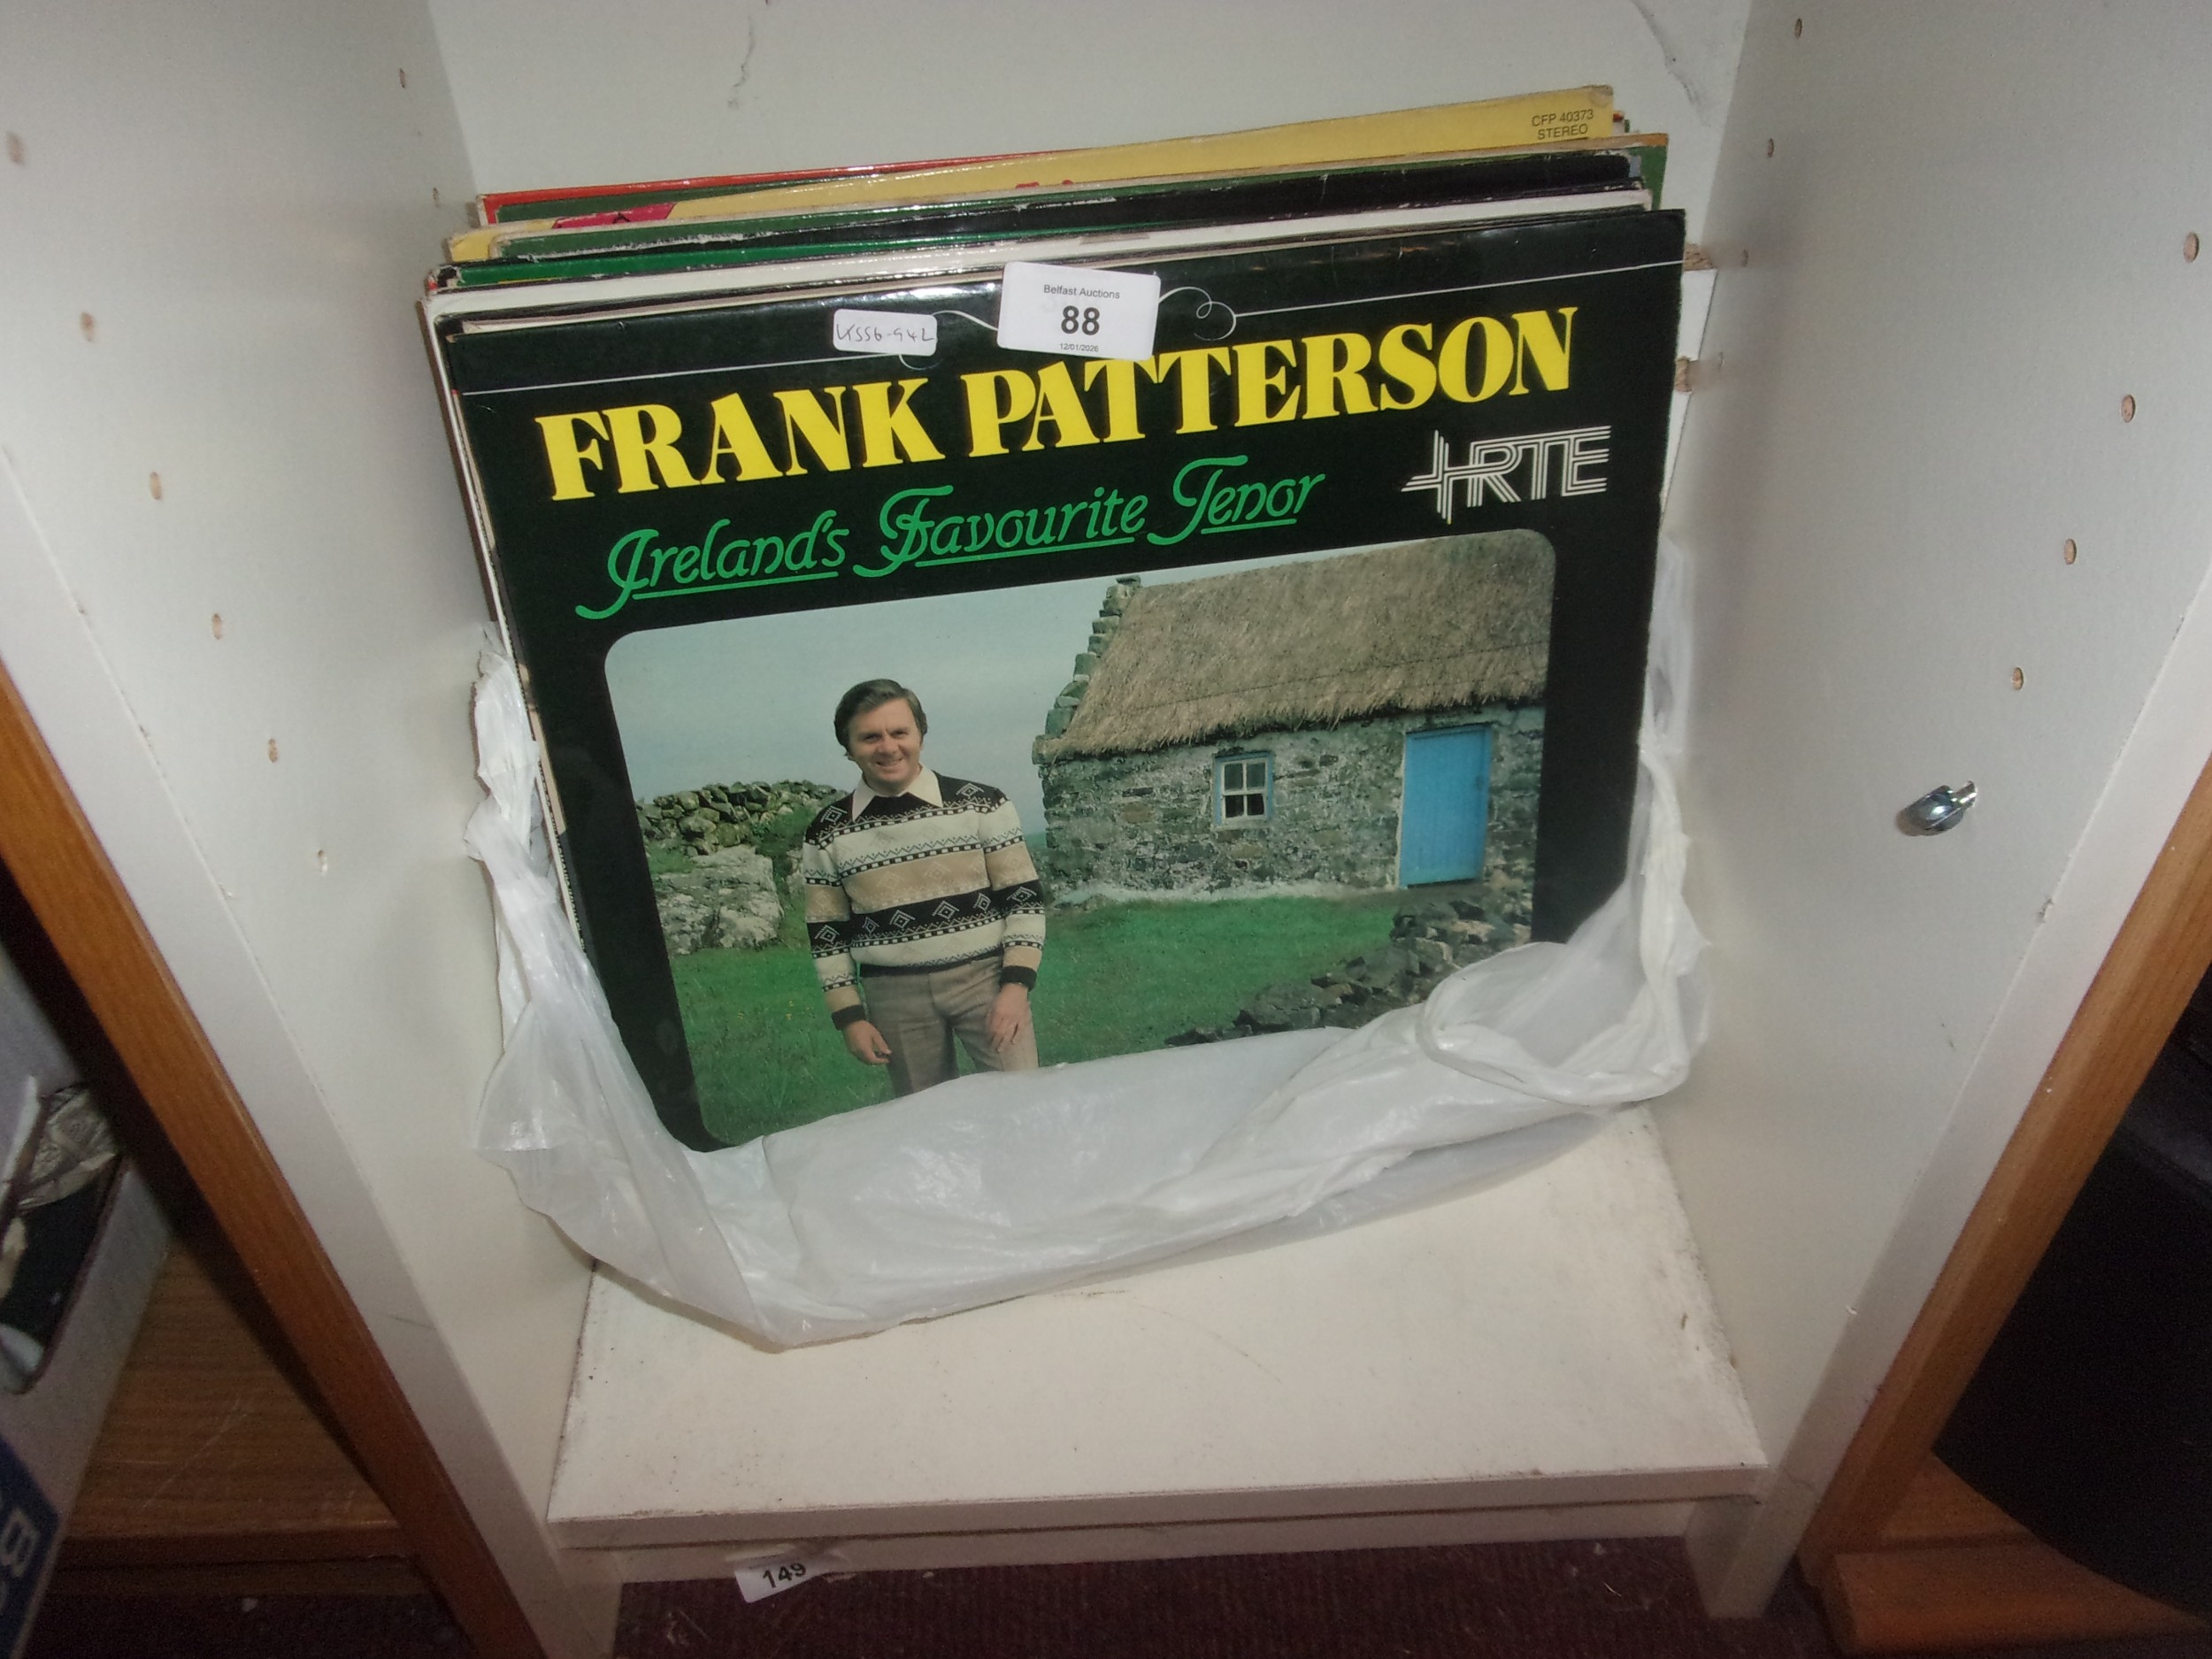 CFP 40373
STEREO
Belfast Auctions
88
12/01/2026
FRANK PATTERSON
RTE
Ireland's Favourite Tenor
149